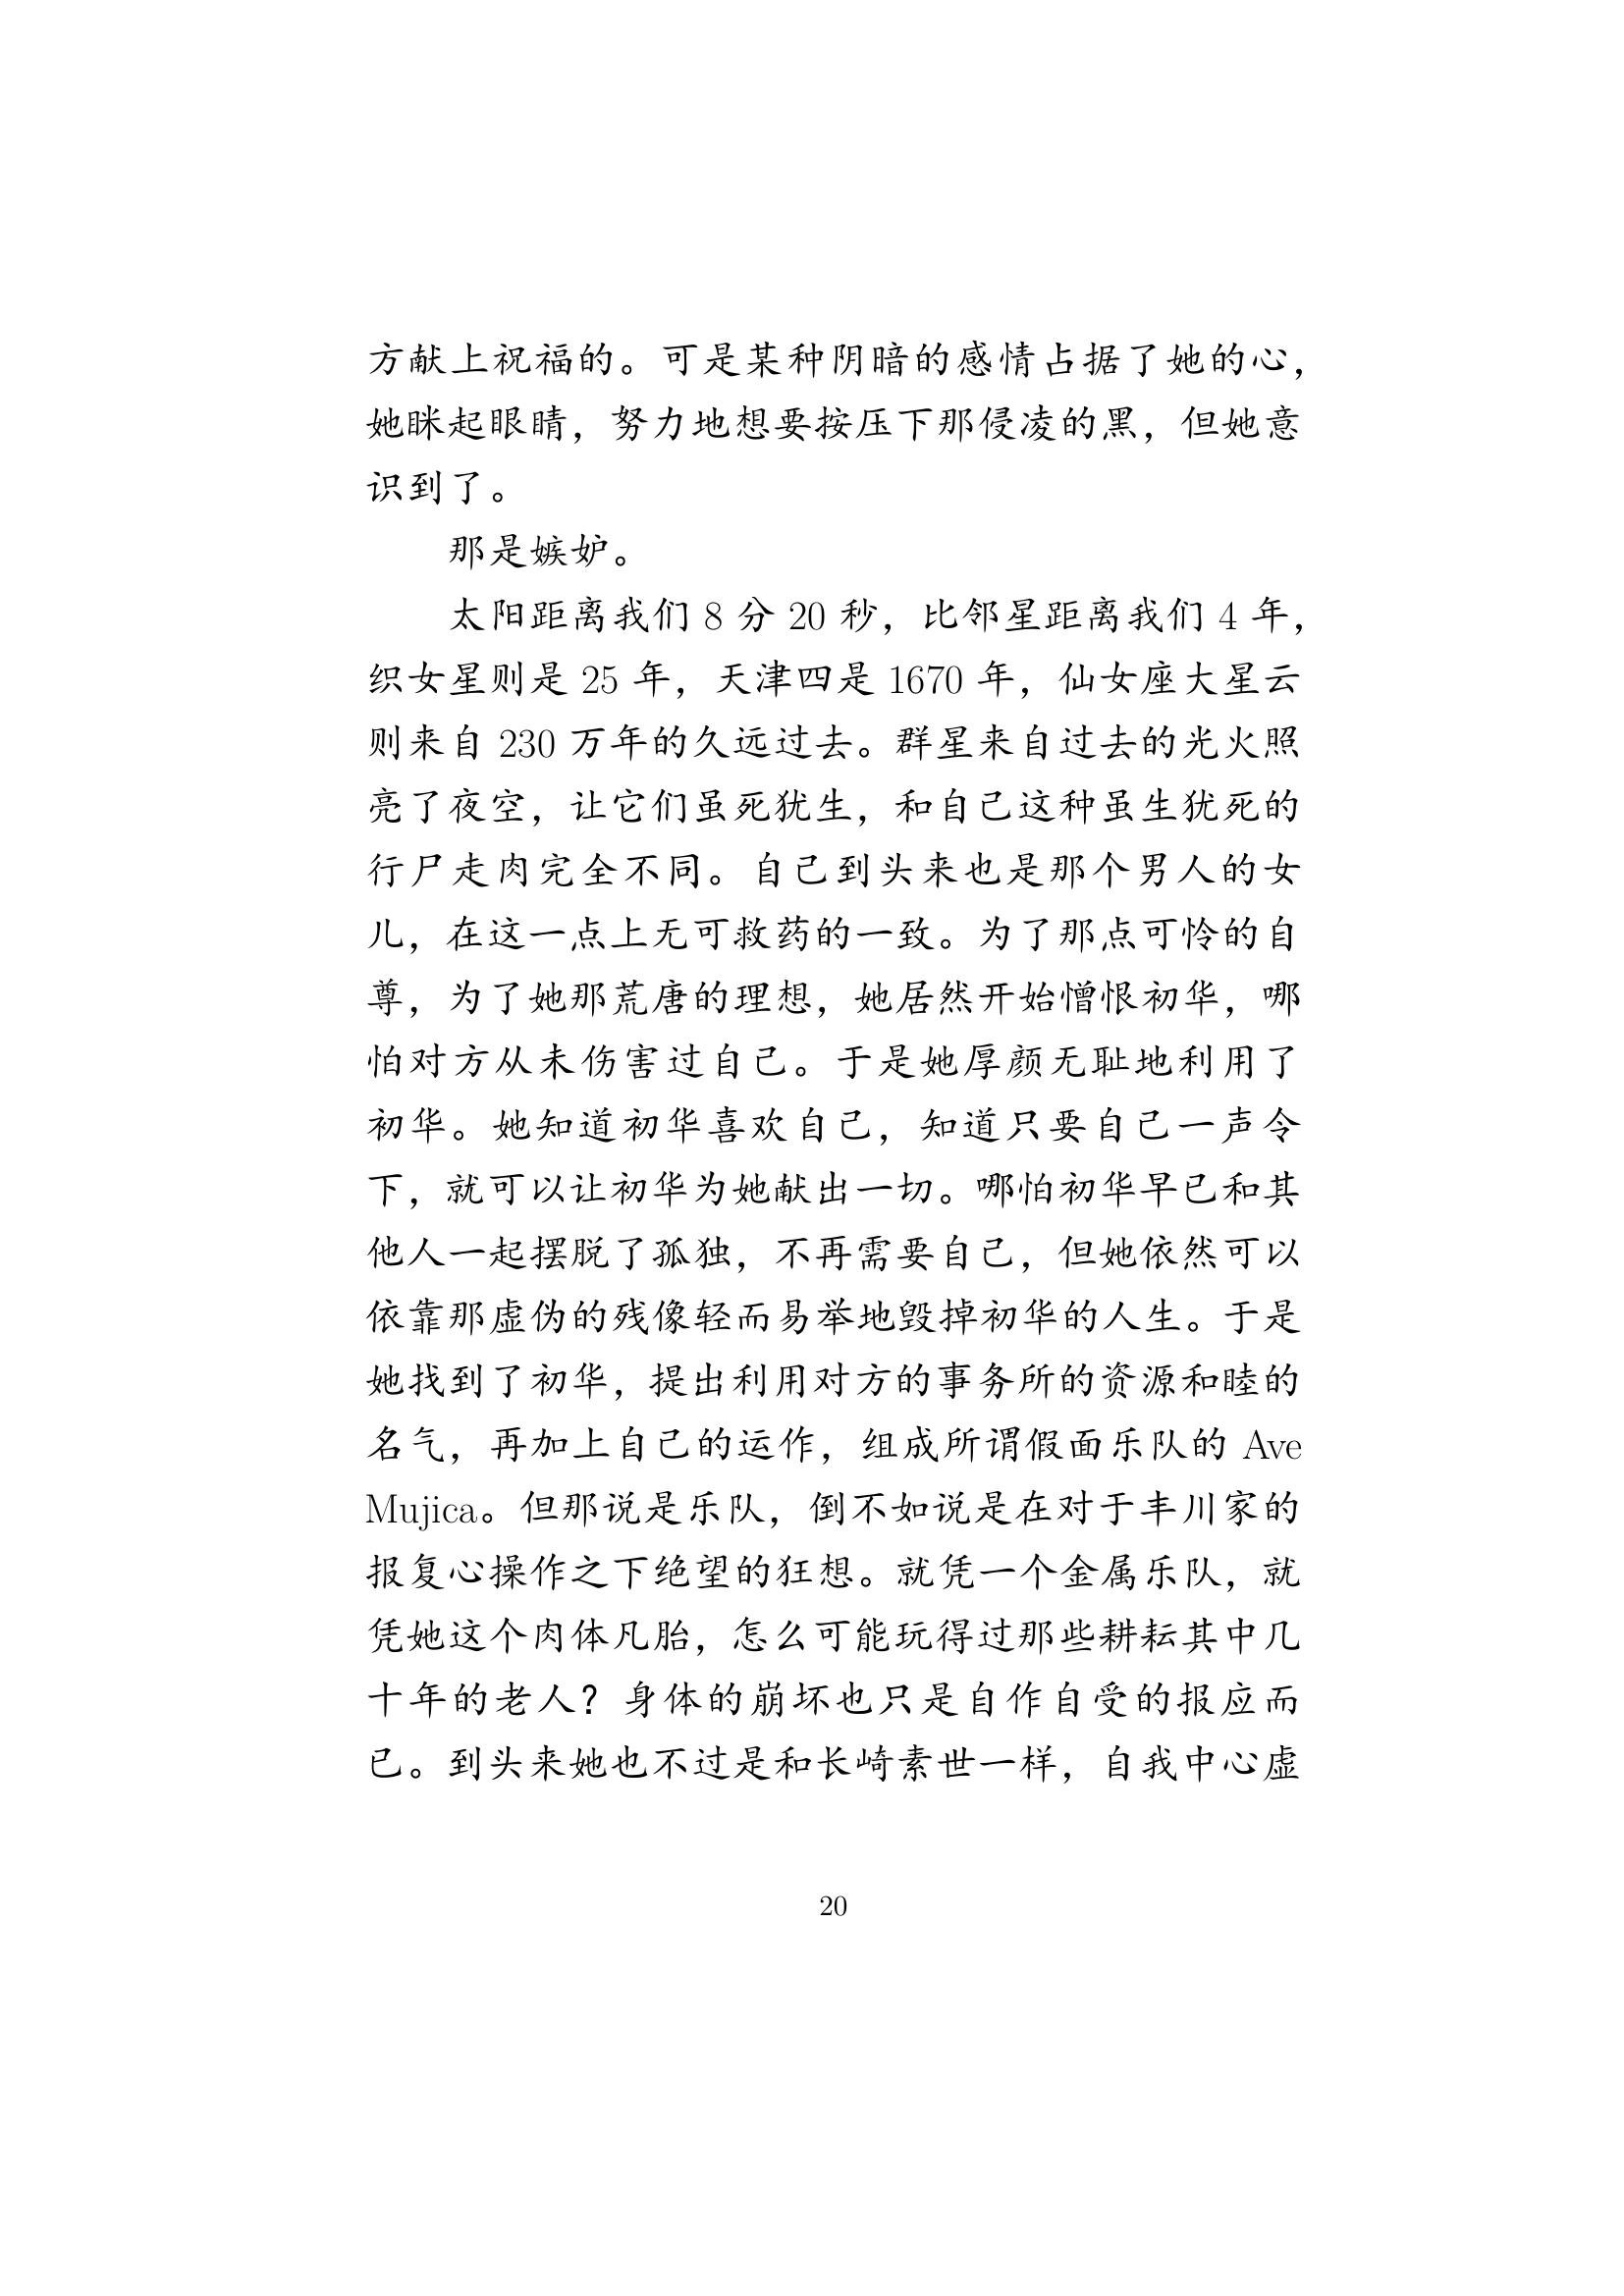 方献上祝福的。可是某种阴暗的感情占据了她的心，
她眯起眼睛，努力地想要按压下那侵凌的黑，但她意
识到了。
那是嫉妒。
太阳距离我们 8 分 20 秒，比邻星距离我们 4 年，
织女星则是 25 年，天津四是 1670 年，仙女座大星云
则来自 230 万年的久远过去。群星来自过去的光火照
亮了夜空，让它们虽死犹生，和自己这种虽生犹死的
行尸走肉完全不同。自己到头来也是那个男人的女
儿，在这一点上无可救药的一致。为了那点可怜的自
尊，为了她那荒唐的理想，她居然开始憎恨初华，哪
怕对方从未伤害过自己。于是她厚颜无耻地利用了
初华。她知道初华喜欢自己，知道只要自己一声令
下，就可以让初华为她献出一切。哪怕初华早已和其
他人一起摆脱了孤独，不再需要自己，但她依然可以
依靠那虚伪的残像轻而易举地毁掉初华的人生。于是
她找到了初华，提出利用对方的事务所的资源和睦的
名气，再加上自己的运作，组成所谓假面乐队的 Ave
Mujica。但那说是乐队，倒不如说是在对于丰川家的
报复心操作之下绝望的狂想。就凭一个金属乐队，就
凭她这个肉体凡胎，怎么可能玩得过那些耕耘其中几
十年的老人？身体的崩坏也只是自作自受的报应而
已。到头来她也不过是和长崎素世一样，自我中心虚
20